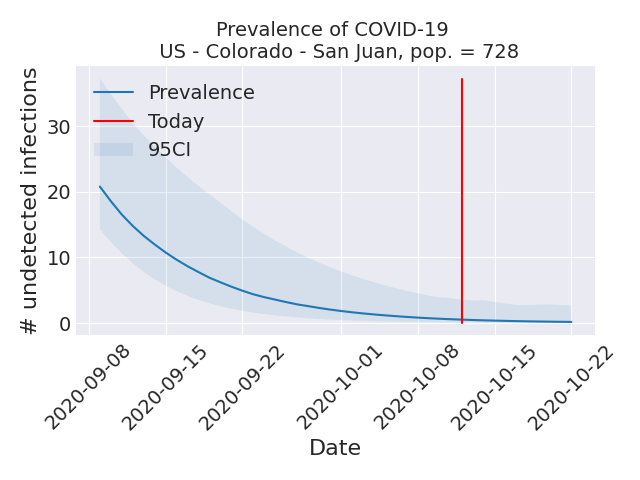 Prevalence of COVID-19
US - Colorado - San Juan, pop. = 728
# undetected infections
30
20
10
0
Prevalence
Today
95CI
2020-09-08
2020-09-15
2020-09-22
2020-10-01
2020-10-08
2020-10-15
2020-10-22
Date